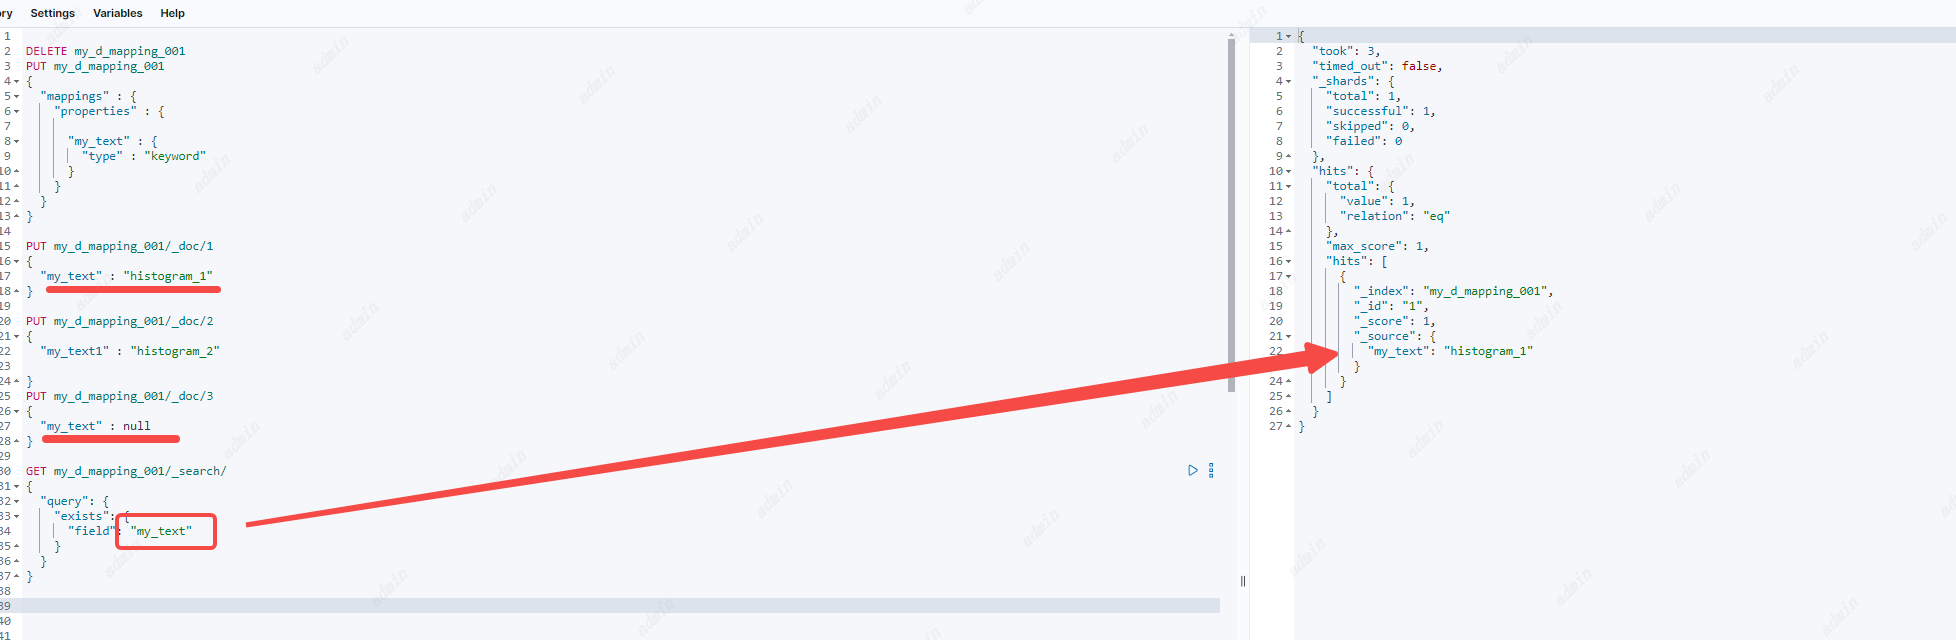 ory Settings Variables Help
1
2 DELETE my_d_mapping_001
3 PUT my_d_mapping_001
4 {
5 "mappings" : {
6 "properties" : {
7
8 "my_text" : {
9 "type" : "keyword"
10 }
11 }
12 }
13 }
14
15 PUT my_d_mapping_001/_doc/1
16 {
17 "my_text" : "histogram_1"
18 }
19
20 PUT my_d_mapping_001/_doc/2
21 {
22 "my_text1" : "histogram_2"
23
24 }
25 PUT my_d_mapping_001/_doc/3
26 {
27 "my_text" : null
28 }
29
30 GET my_d_mapping_001/_search/
31 {
32 "query": {
33 "exists": {
34 "field": "my_text"
35 }
36 }
37 }
38
39
40
41
1 {
2 "took": 3,
3 "timed_out": false,
4 "_shards": {
5 "total": 1,
6 "successful": 1,
7 "skipped": 0,
8 "failed": 0
9 },
10 "hits": {
11 "total": {
12 "value": 1,
13 "relation": "eq"
14 },
15 "max_score": 1,
16 "hits": [
17 {
18 "_index": "my_d_mapping_001",
19 "_id": "1",
20 "_score": 1,
21 "_source": {
22 "my_text": "histogram_1"
}
24 }
25 ]
26 }
27 }
admin